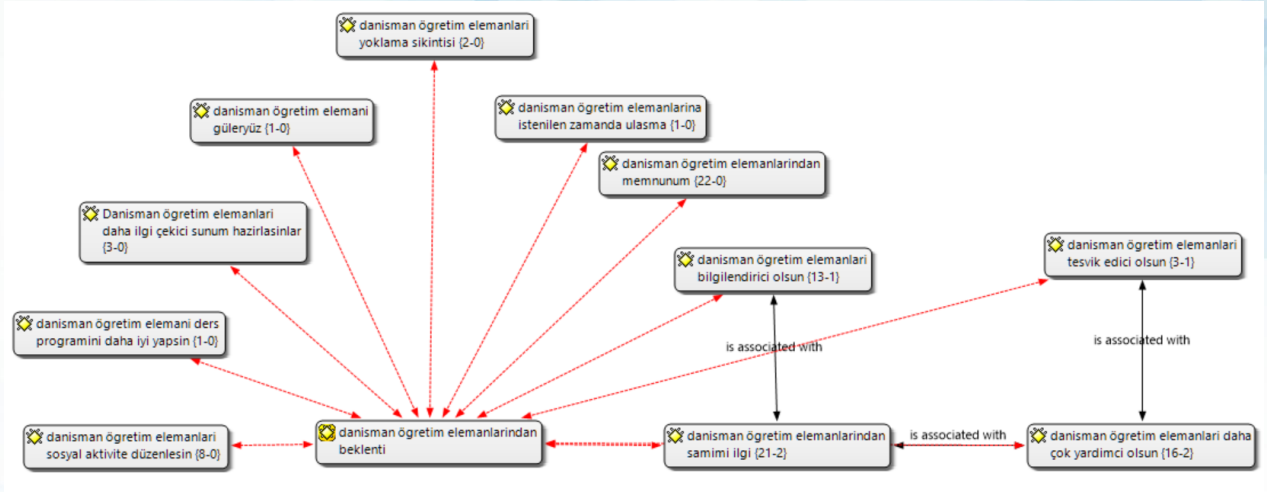 danisman ögretim elemanlari
yoklama sikintisi {2-0}
danisman ögretim elemani
güleryüz {1-0}
danisman ögretim elemanlarina
istenilen zamanda ulasma {1-0}
danisman ögretim elemanlarindan
memnunum {22-0}
Danisman ögretim elemanlari
daha ilgi çekici sunum hazirlasinlar
{3-0}
danisman ögretim elemanlari
bilgilendirici olsun {13-1}
danisman ögretim elemanlari
tesvik edici olsun {3-1}
danisman ögretim elemani ders
programini daha iyi yapsin {1-0}
is associated with
is associated with
danisman ögretim elemanlari
sosyal aktivite düzenlesin {8-0}
danisman ögretim elemanlarindan
beklenti
danisman ögretim elemanlarindan
samimi ilgi {21-2}
is associated with
danisman ögretim elemanlari daha
çok yardimci olsun {16-2}